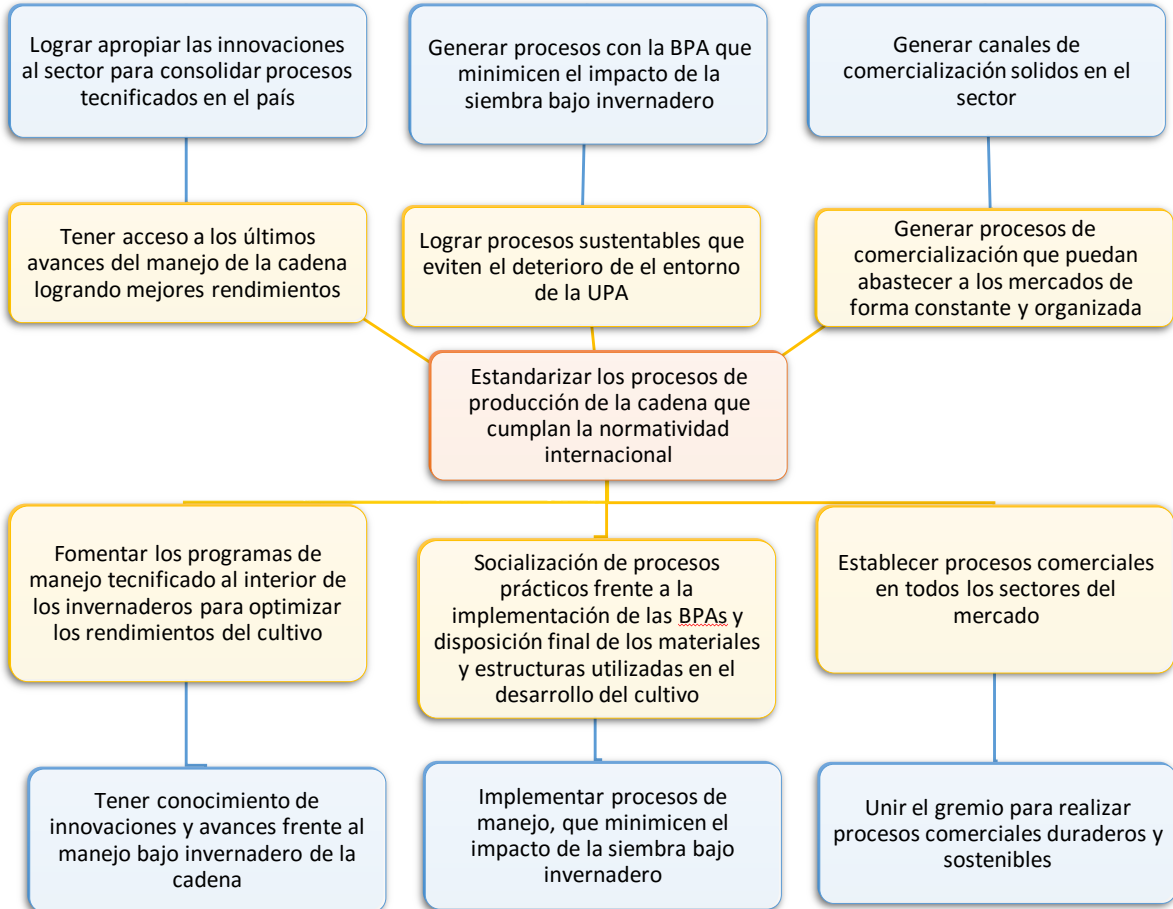 Lograr apropiar las innovaciones
al sector para consolidar procesos
tecnificados en el país
Generar procesos con la BPA que
minimicen el impacto de la
siembra bajo invernadero
Generar canales de
comercialización solidos en el
sector
Tener acceso a los últimos
avances del manejo de la cadena
logrando mejores rendimientos
Lograr procesos sustentables que
eviten el deterioro de el entorno
de la UPA
Generar procesos de
comercialización que puedan
abastecer a los mercados de
forma constante y organizada
Estandarizar los procesos de
producción de la cadena que
cumplan la normatividad
internacional
Fomentar los programas de
manejo tecnificado al interior de
los invernaderos para optimizar
los rendimientos del cultivo
Socialización de procesos
prácticos frente a la
implementación de las BPAs y
disposición final de los materiales
y estructuras utilizadas en el
desarrollo del cultivo
Establecer procesos comerciales
en todos los sectores del
mercado
Tener conocimiento de
innovaciones y avances frente al
manejo bajo invernadero de la
cadena
Implementar procesos de
manejo, que minimicen el
impacto de la siembra bajo
invernadero
Unir el gremio para realizar
procesos comerciales duraderos y
sostenibles